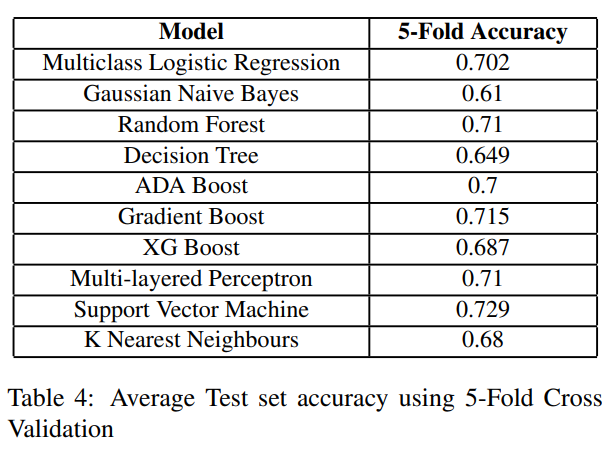 Model 5-Fold Accuracy
Multiclass Logistic Regression 0.702
Gaussian Naive Bayes 0.61
Random Forest 0.71
Decision Tree 0.649
ADA Boost 0.7
Gradient Boost 0.715
XG Boost 0.687
Multi-layered Perceptron 0.71
Support Vector Machine 0.729
K Nearest Neighbours 0.68
Table 4: Average Test set accuracy using 5-Fold Cross
Validation